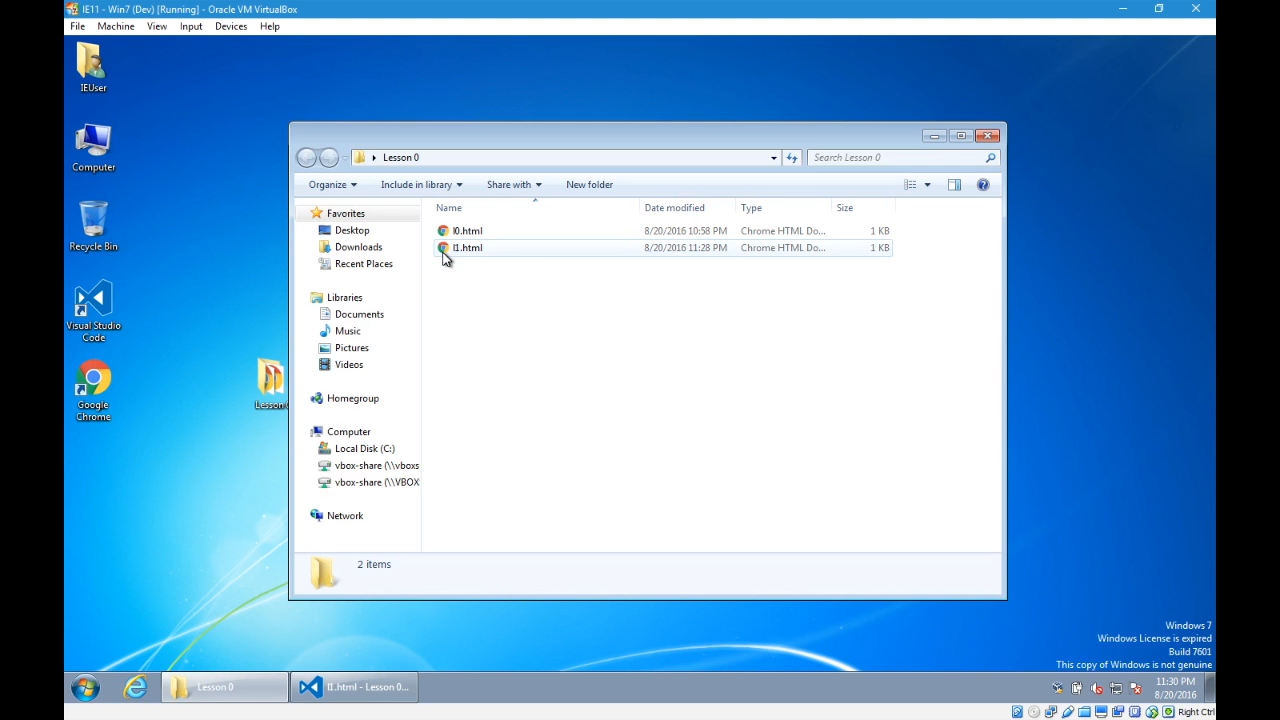 IE11 - Win7 (Dev) [Running] - Oracle VM VirtualBox
File Machine View Input Devices Help
IEUser
Computer
Recycle Bin
Visual Studio
Code
Google
Chrome
Lesson
Lesson 0
Search Lesson 0
Organize Include in library Share with New folder
Name Date modified Type Size
l0.html 8/20/2016 10:58 PM Chrome HTML Do... 1 KB
l1.html 8/20/2016 11:28 PM Chrome HTML Do... 1 KB
Favorites
Desktop
Downloads
Recent Places
Libraries
Documents
Music
Pictures
Videos
Homegroup
Computer
Local Disk (C:)
vbox-share (\\vboxs
vbox-share (\\VBOX
Network
2 items
Windows 7
Windows License is expired
Build 7601
This copy of Windows is not genuine
Lesson 0
l1.html - Lesson 0...
11:30 PM
8/20/2016
Right Ctrl